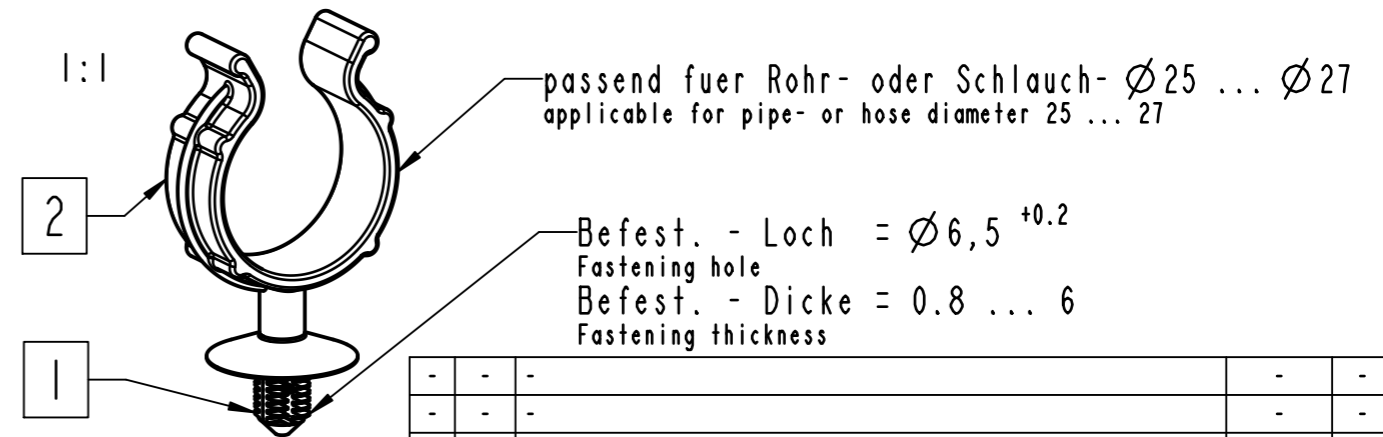 1:1
passend fuer Rohr- oder Schlauch- Ø25 ... Ø27
applicable for pipe- or hose diameter 25 ... 27
2
Befest. - Loch = Ø6,5 +0.2
Fastening hole
Befest. - Dicke = 0.8 ... 6
Fastening thickness
1
- - - - -
- - - - -